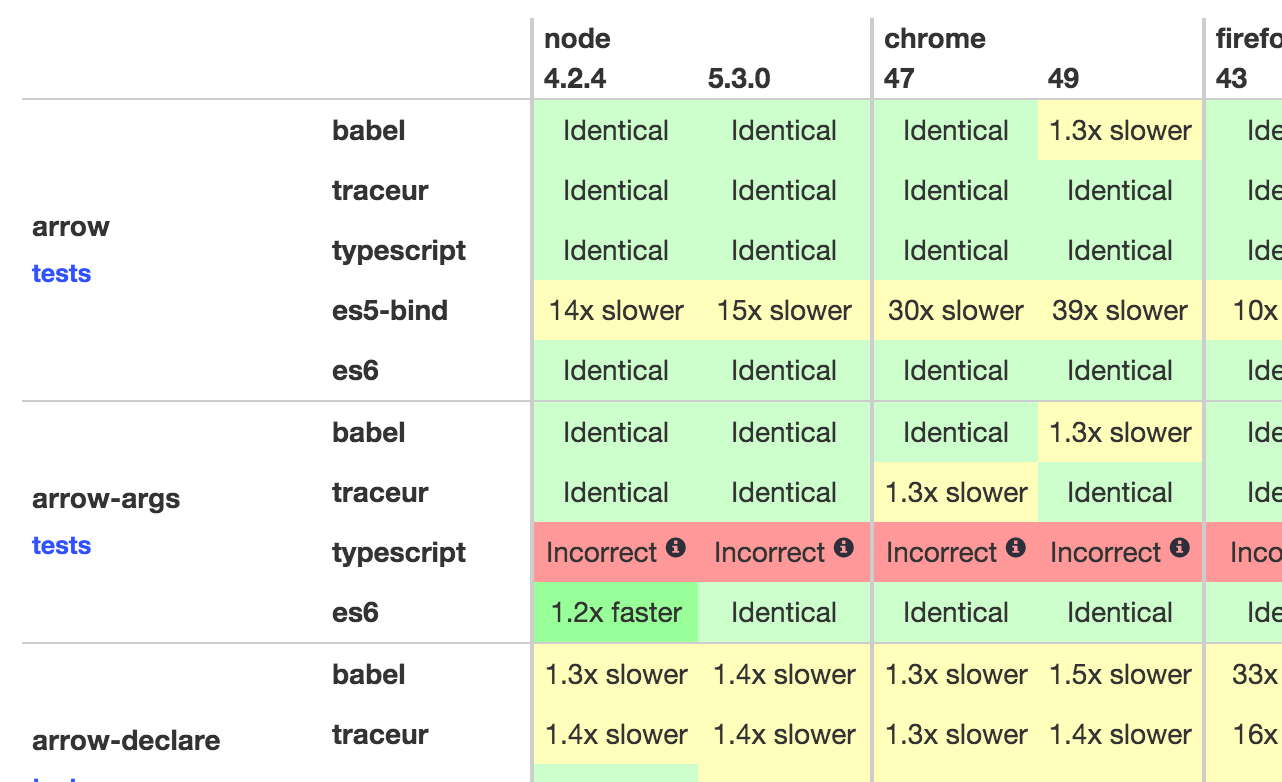 node chrome firefo
4.2.4 5.3.0 47 49 43
babel Identical Identical Identical 1.3x slower Ide
traceur Identical Identical Identical Identical Ide
arrow
typescript Identical Identical Identical Identical Ide
tests
es5-bind 14x slower 15x slower 30x slower 39x slower 10x
es6 Identical Identical Identical Identical Ide
babel Identical Identical Identical 1.3x slower Ide
traceur Identical Identical 1.3x slower Identical Ide
arrow-args
tests
typescript Incorrect Incorrect Incorrect Incorrect Inco
es6 1.2x faster Identical Identical Identical Ide
babel 1.3x slower 1.4x slower 1.3x slower 1.5x slower 33x
arrow-declare traceur 1.4x slower 1.4x slower 1.3x slower 1.4x slower 16x